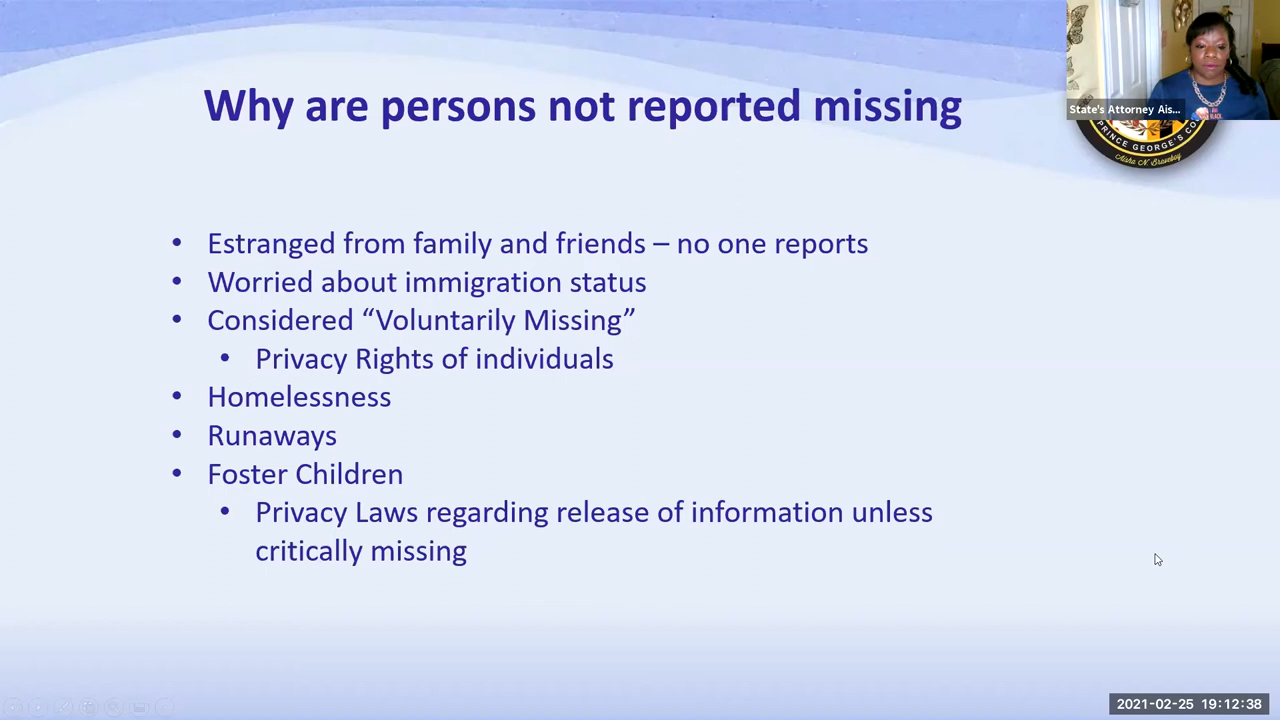 Why are persons not reported missing
State's Attorney Ais...
PRINCE GEORGE'S CO
Aisha N. Braveboy
• Estranged from family and friends – no one reports
• Worried about immigration status
• Considered “Voluntarily Missing”
• Privacy Rights of individuals
• Homelessness
• Runaways
• Foster Children
• Privacy Laws regarding release of information unless
critically missing
2021-02-25 19:12:38